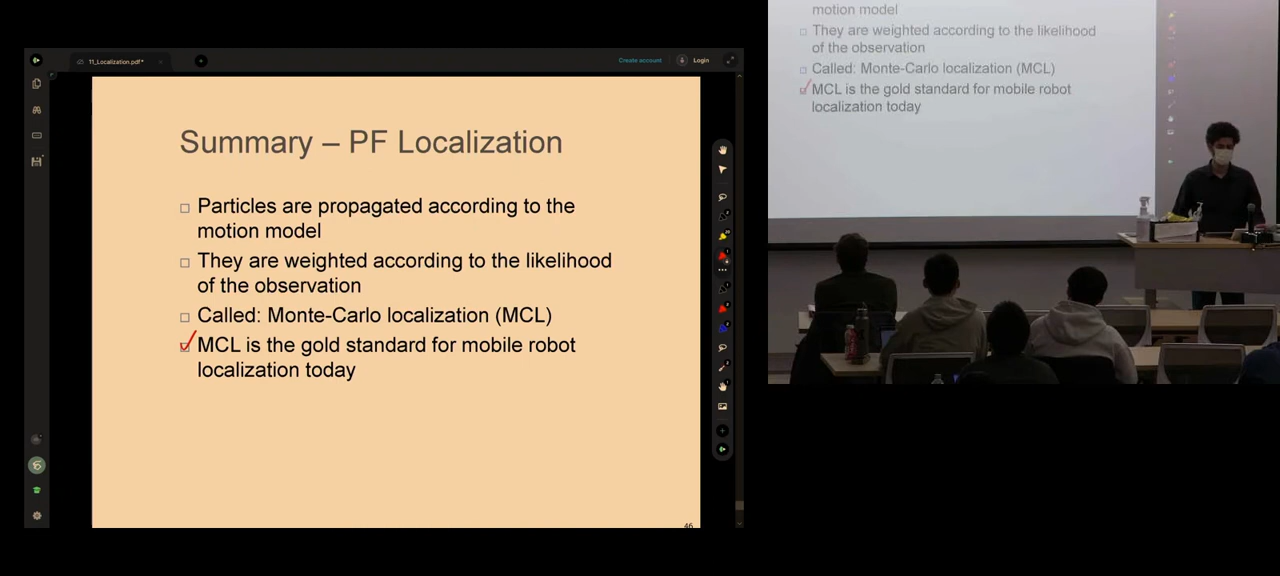 11_Localization.pdf*
Create account
Login
Summary – PF Localization
Particles are propagated according to the
motion model
They are weighted according to the likelihood
of the observation
Called: Monte-Carlo localization (MCL)
MCL is the gold standard for mobile robot
localization today
46
motion model
They are weighted according to the likelihood
of the observation
Called: Monte-Carlo localization (MCL)
MCL is the gold standard for mobile robot
localization today